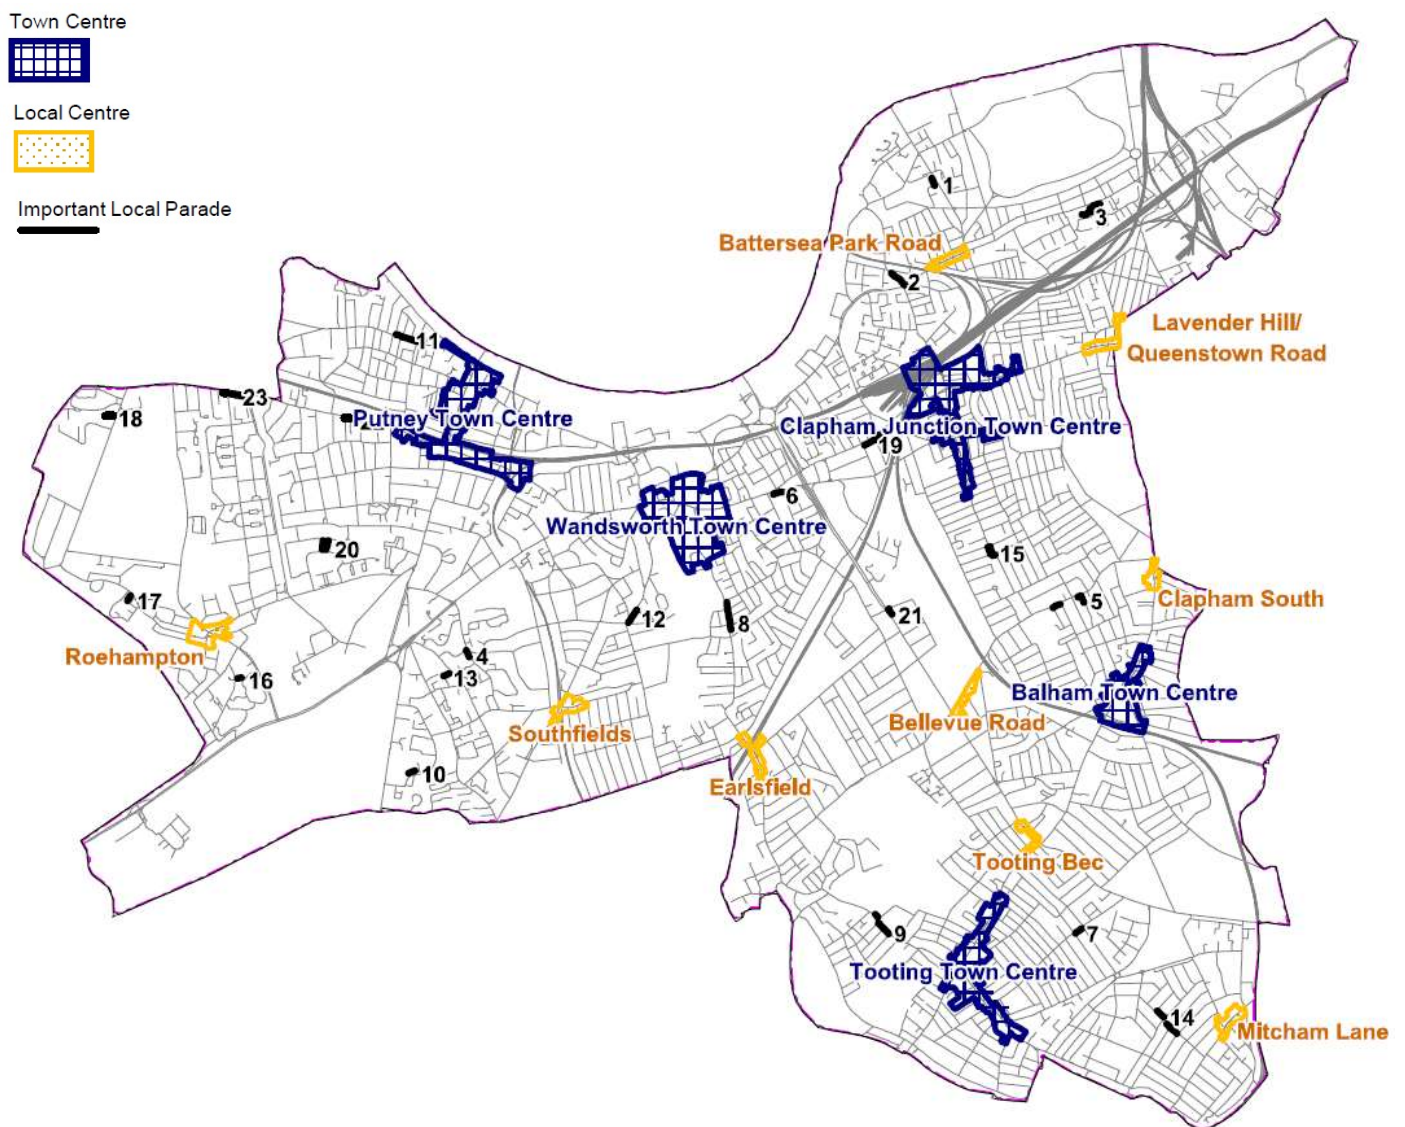 Town Centre
Local Centre
Important Local Parade
1
3
Battersea Park Road
2
Lavender Hill/
Queenstown Road
11
23
18
Putney Town Centre
Clapham Junction Town Centre
19
6
Wandsworth Town Centre
20
15
17
Roehampton
12
8
21
5
Clapham South
4
13
16
Southfields
Balham Town Centre
Bellevue Road
10
Earlsfield
Tooting Bec
9
7
Tooting Town Centre
14
Mitcham Lane